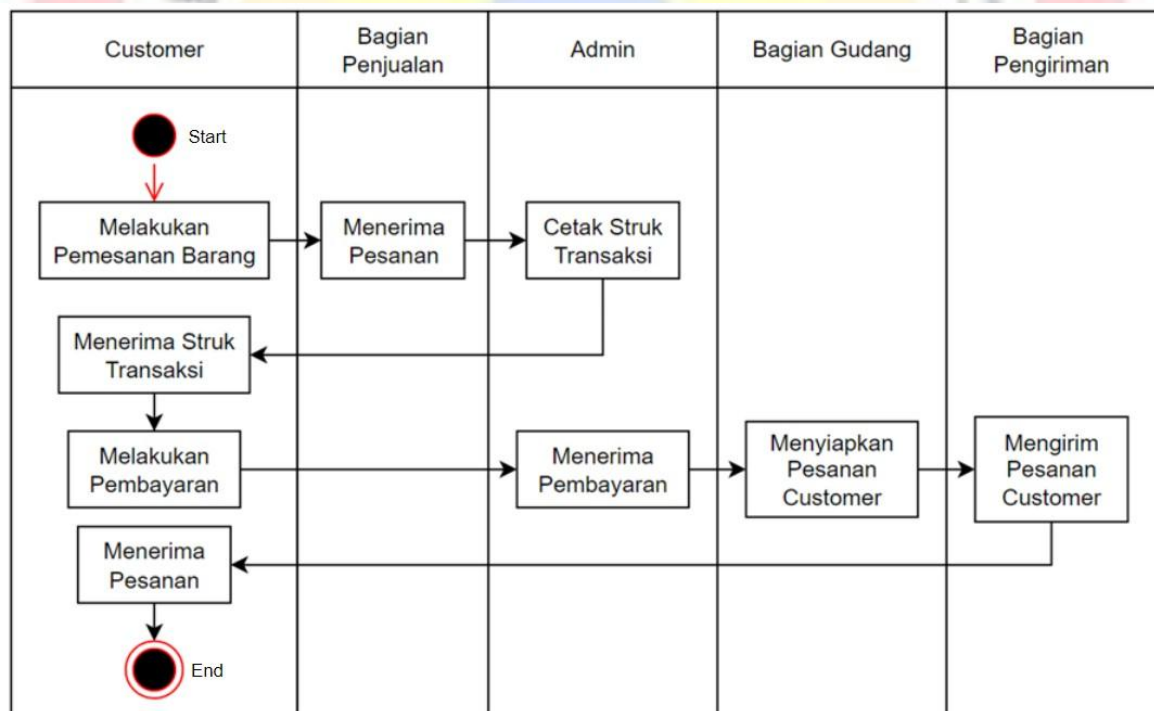 Customer
Bagian
Penjualan
Admin
Bagian Gudang
Bagian
Pengiriman
Start
Melakukan
Pemesanan Barang
Menerima
Pesanan
Cetak Struk
Transaksi
Menerima Struk
Transaksi
Melakukan
Pembayaran
Menerima
Pembayaran
Menyiapkan
Pesanan
Customer
Mengirim
Pesanan
Customer
Menerima
Pesanan
End